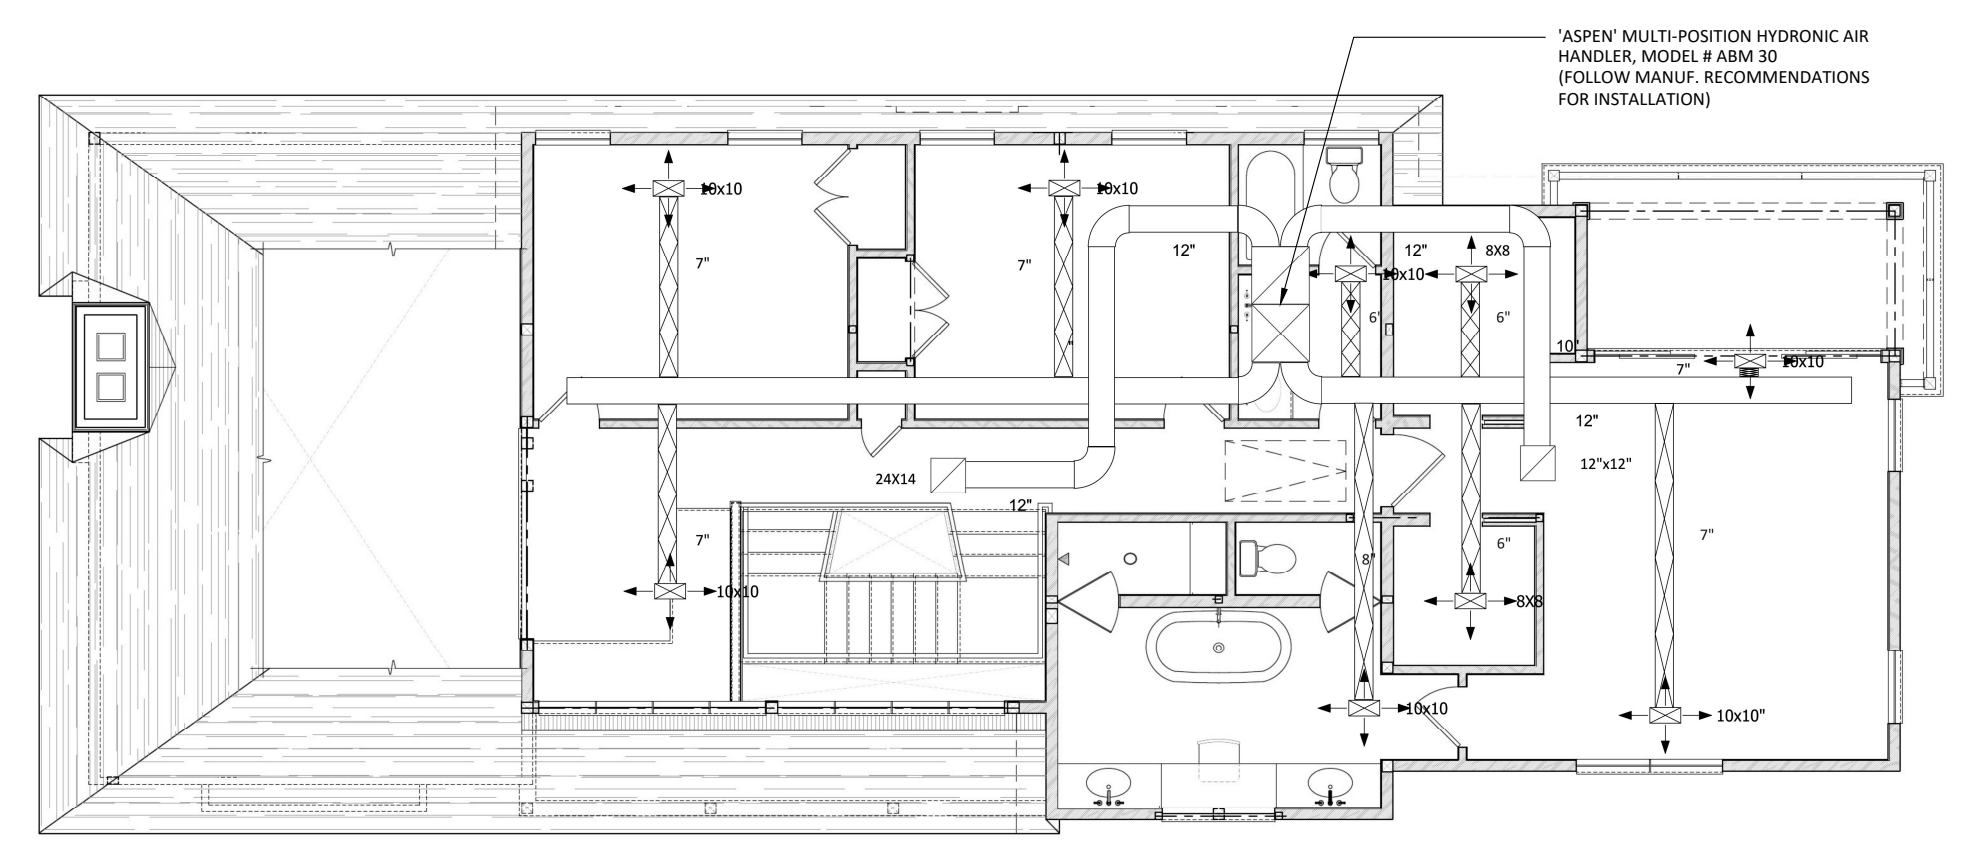 'ASPEN' MULTI-POSITION HYDRONIC AIR
HANDLER, MODEL # ABM 30
(FOLLOW MANUF. RECOMMENDATIONS
FOR INSTALLATION)
10x10
10x10
12"
12"
8X8
7"
7"
10x10
6"
6"
10'
7"
10x10
12"
24X14
12"x12"
12"
7"
8"
6"
7"
10x10
8X8
10x10
10x10"